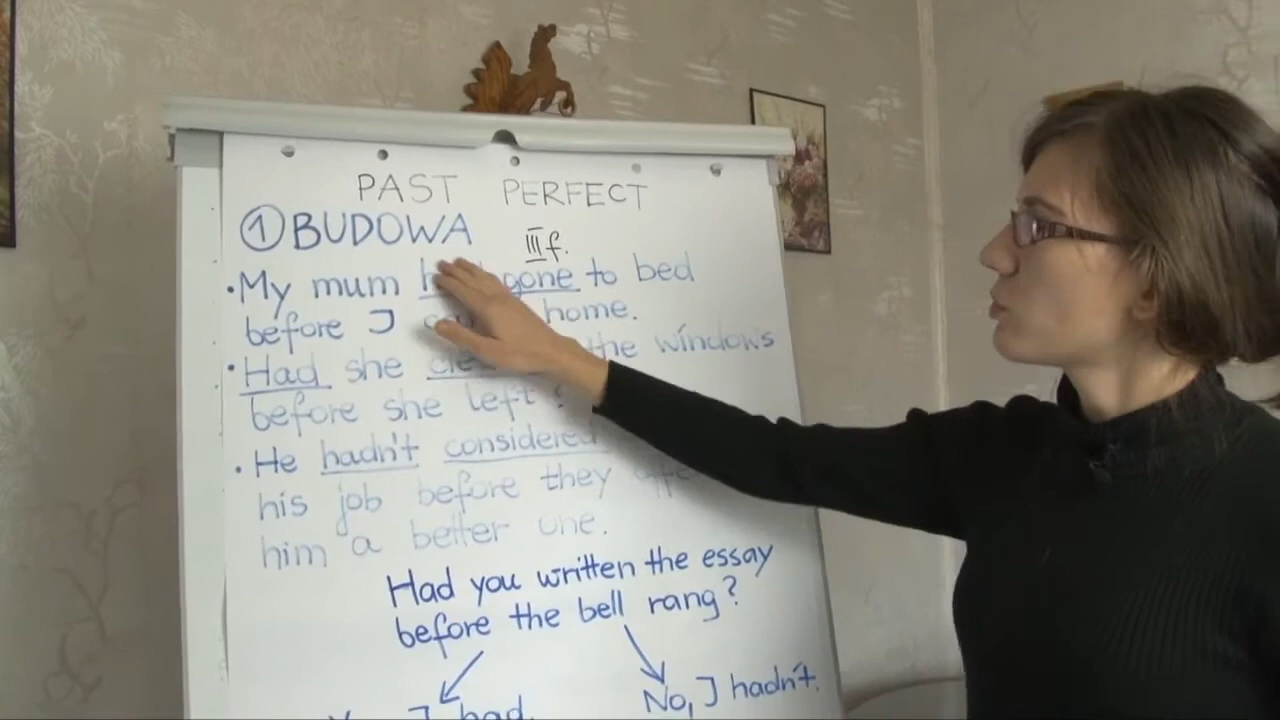 PAST PERFECT
① BUDOWA
III f.
• My mum gone to bed
before I home.
• Had she the windows
before she left?
• He hadn't considered
his job before they
him a better one.
Had you written the essay
before the bell rang?
I had.
No, I hadn't.